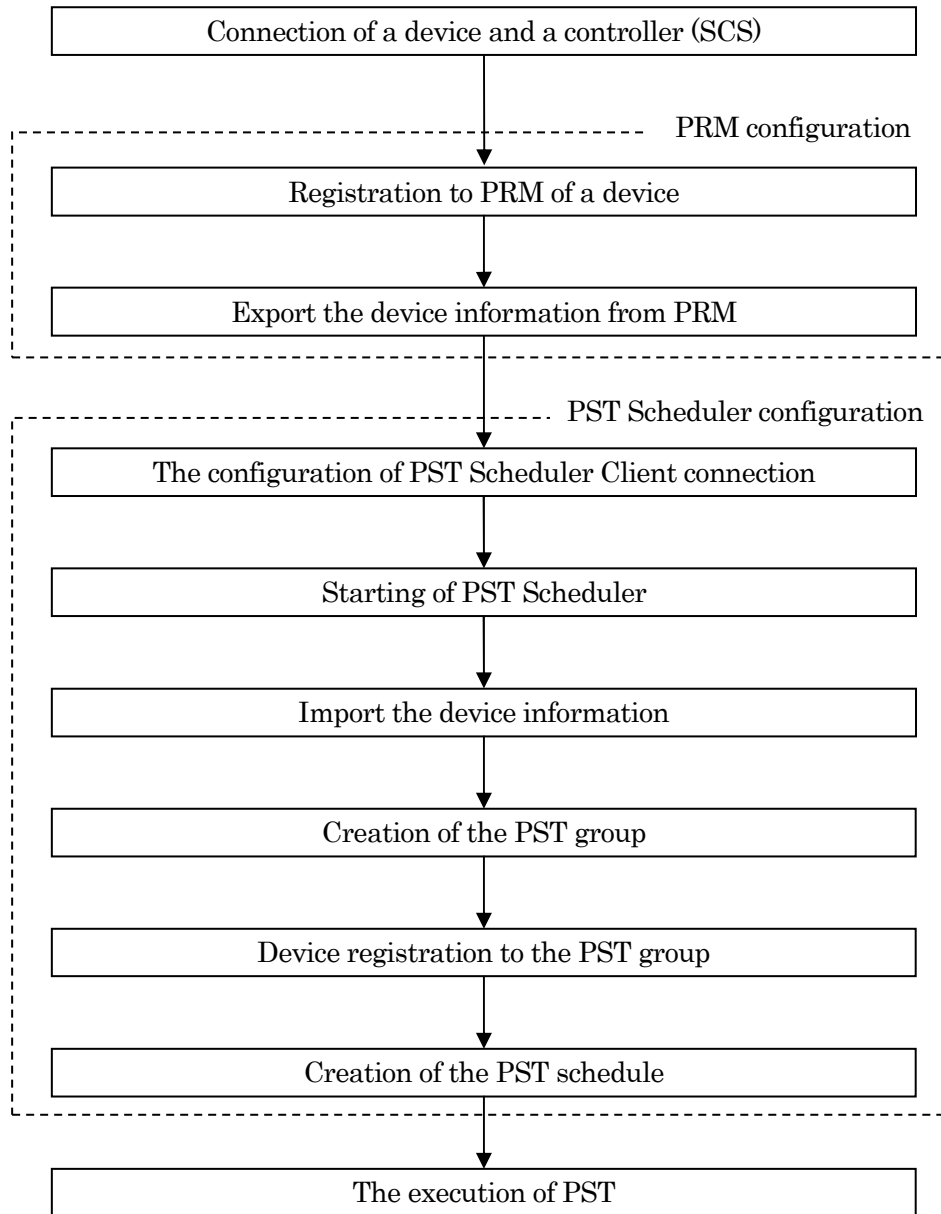 Connection of a device and a controller (SCS)
PRM configuration
Registration to PRM of a device
Export the device information from PRM
PST Scheduler configuration
The configuration of PST Scheduler Client connection
Starting of PST Scheduler
Import the device information
Creation of the PST group
Device registration to the PST group
Creation of the PST schedule
The execution of PST